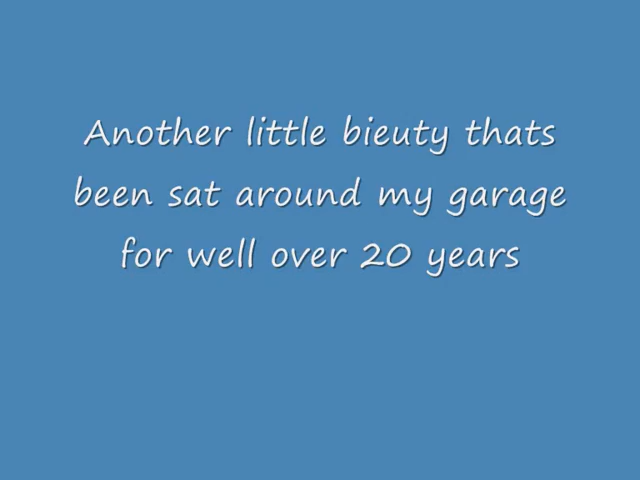 Another little bieuty thats
been sat around my garage
for well over 20 years